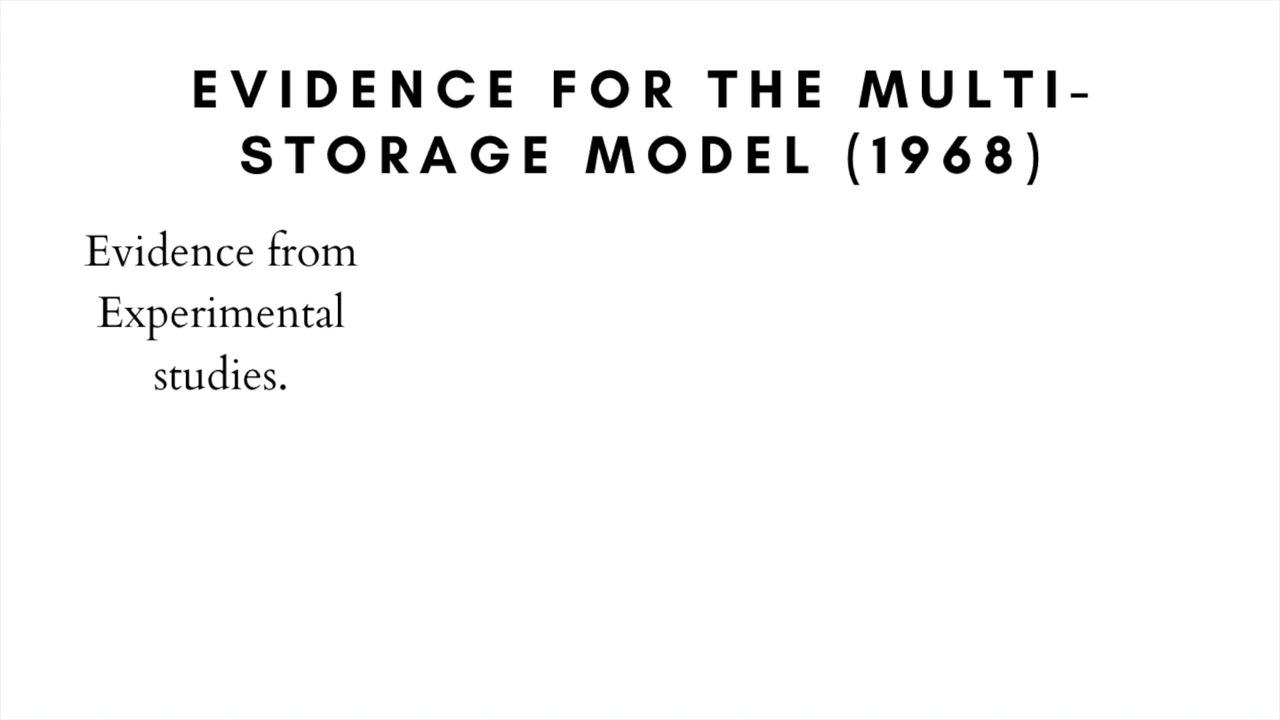 EVIDENCE FOR THE MULTI-
STORAGE MODEL (1968)
Evidence from
Experimental
studies.